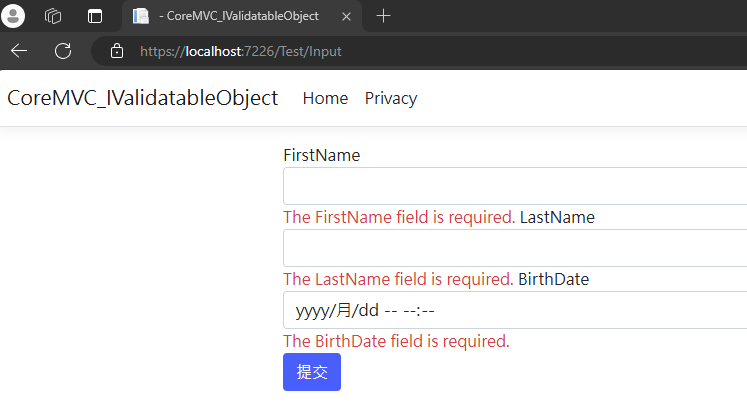 - CoreMVC_IValidatableObject
https://localhost:7226/Test/Input
CoreMVC_IValidatableObject Home Privacy
FirstName
The FirstName field is required. LastName
The LastName field is required. BirthDate
yyyy/月/dd -- --:--
The BirthDate field is required.
提交